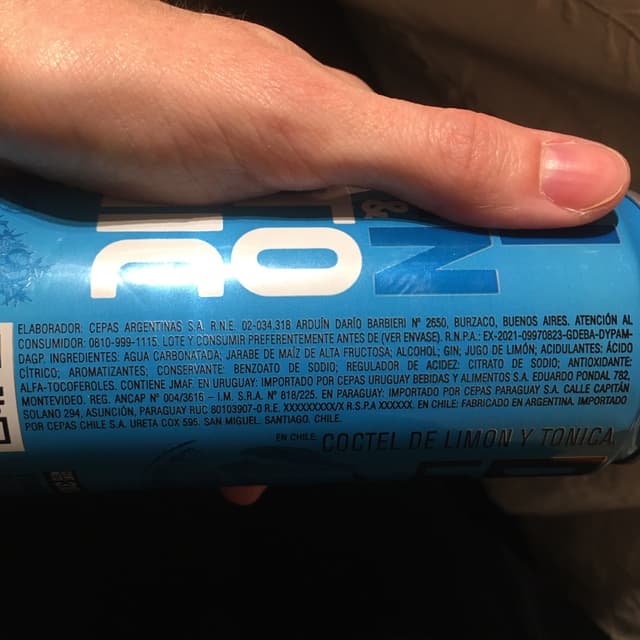 ELABORADOR: CEPAS ARGENTINAS S.A. R.N.E. 02-034.318 ARDUÍN DARÍO BARBIERI N° 2650, BURZACO, BUENOS AIRES. ATENCIÓN AL
CONSUMIDOR: 0810-999-1115. LOTE Y CONSUMIR PREFERENTEMENTE ANTES DE (VER ENVASE). R.N.P.A.: EX-2021-09970823-GDEBA-DYPAM-
DAGP. INGREDIENTES: AGUA CARBONATADA; JARABE DE MAÍZ DE ALTA FRUCTOSA; ALCOHOL; GIN; JUGO DE LIMÓN; ACIDULANTES: ÁCIDO
CÍTRICO, AROMATIZANTES; CONSERVANTE: BENZOATO DE SODIO; REGULADOR DE ACIDEZ: CITRATO DE SODIO; ANTIOXIDANTE:
ALFA-TOCOFEROLES. CONTIENE JMAF. EN URUGUAY: IMPORTADO POR CEPAS URUGUAY BEBIDAS Y ALIMENTOS S.A. EDUARDO PONDAL 782,
MONTEVIDEO. REG. ANCAP N° 004/3616 – I.M. S.R.A. N° 818/225. EN PARAGUAY: IMPORTADO POR CEPAS PARAGUAY S.A. CALLE CAPITÁN
SOLANO 294, ASUNCIÓN, PARAGUAY RUC 80103907-0 R.E. XXXXXXXXX/X R.S.P.A XXXXXX. EN CHILE: FABRICADO EN ARGENTINA. IMPORTADO
POR CEPAS CHILE S.A. URETA COX 595. SAN MIGUEL. SANTIAGO. CHILE.
EN CHILE: COCTEL DE LIMON Y TONICA